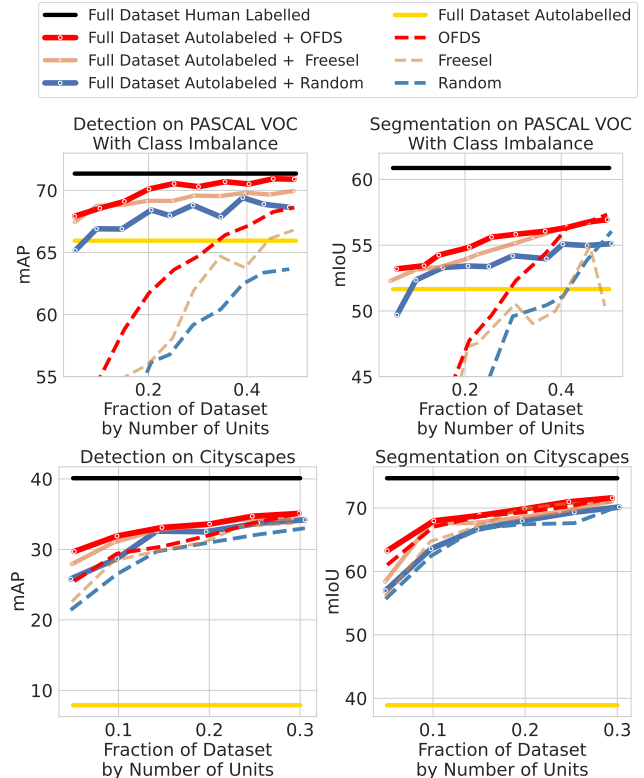 Full Dataset Human Labelled
Full Dataset Autolabeled + OFDS
Full Dataset Autolabeled +  Freesel
Full Dataset Autolabeled + Random
Full Dataset Autolabelled
OFDS
Freesel
Random
Detection on PASCAL VOC
With Class Imbalance
mAP
70
65
60
55
0.2
0.4
Fraction of Dataset
by Number of Units
Segmentation on PASCAL VOC
With Class Imbalance
mIoU
60
55
50
45
0.2
0.4
Fraction of Dataset
by Number of Units
Detection on Cityscapes
mAP
40
30
20
10
0.1
0.2
0.3
Fraction of Dataset
by Number of Units
Segmentation on Cityscapes
mIoU
70
60
50
40
0.1
0.2
0.3
Fraction of Dataset
by Number of Units